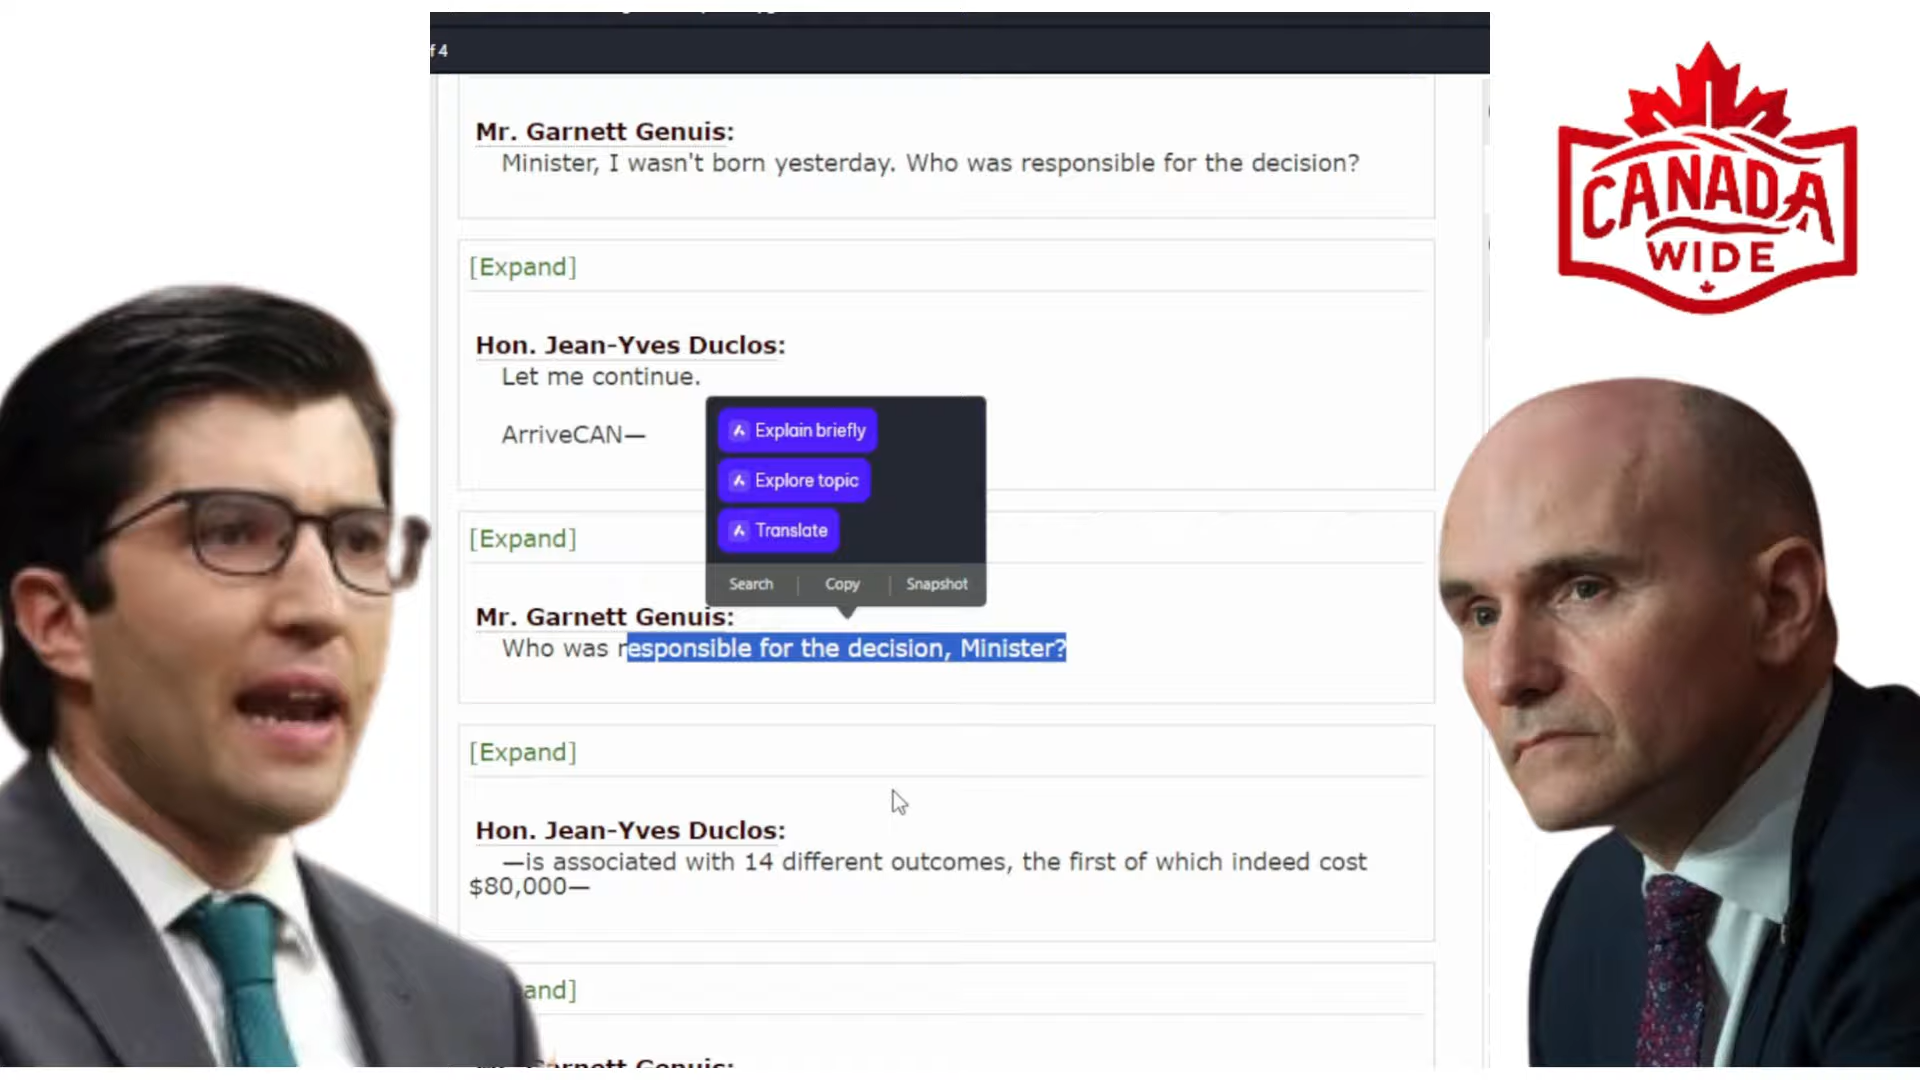 f 4
Mr. Garnett Genuis:
Minister, I wasn't born yesterday. Who was responsible for the decision?
[Expand]
Hon. Jean-Yves Duclos:
Let me continue.
ArriveCAN—
Explain briefly
Explore topic
Translate
Search | Copy | Snapshot
[Expand]
Mr. Garnett Genuis:
Who was responsible for the decision, Minister?
[Expand]
Hon. Jean-Yves Duclos:
—is associated with 14 different outcomes, the first of which indeed cost
$80,000—
and]
Garnett Genuis:
CANADA
WIDE